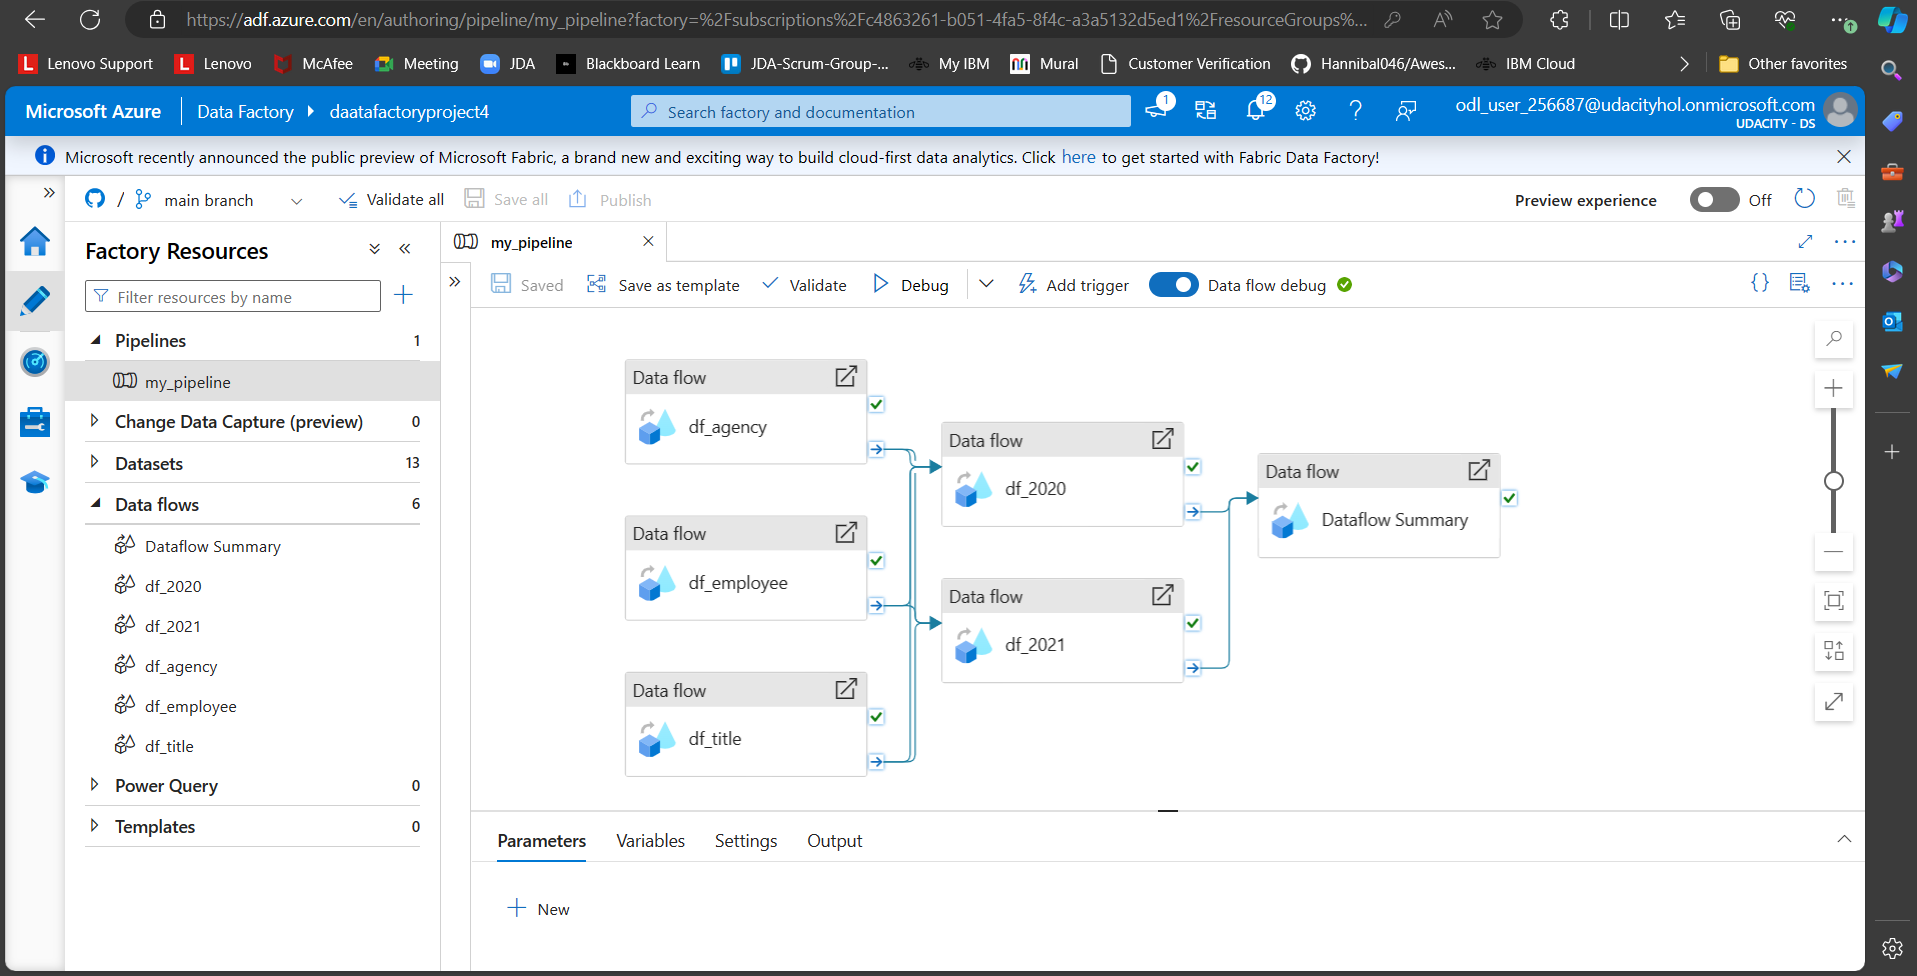 https://adf.azure.com/en/authoring/pipeline/my_pipeline?factory=%2Fsubscriptions%2Fc4863261-b051-4fa5-8f4c-a3a5132d5ed1%2FresourceGroups%...
L Lenovo Support
L Lenovo
McAfee
Meeting
JDA
Blackboard Learn
JDA-Scrum-Group-...
My IBM
Mural
Customer Verification
Hannibal046/Awes...
IBM Cloud
Other favorites
Microsoft Azure
Data Factory
daatafactoryproject4
Search factory and documentation
1
12
odl_user_256687@udacityhol.onmicrosoft.com
UDACITY - DS
Microsoft recently announced the public preview of Microsoft Fabric, a brand new and exciting way to build cloud-first data analytics. Click here to get started with Fabric Data Factory!
/ main branch
Validate all
Save all
Publish
Preview experience
Off
Factory Resources
my_pipeline
Filter resources by name
Saved
Save as template
Validate
Debug
Add trigger
Data flow debug
Pipelines 1
my_pipeline
Change Data Capture (preview) 0
Datasets 13
Data flows 6
Dataflow Summary
df_2020
df_2021
df_agency
df_employee
df_title
Power Query 0
Templates 0
Data flow
df_agency
Data flow
df_employee
Data flow
df_title
Data flow
df_2020
Data flow
df_2021
Data flow
Dataflow Summary
Parameters
Variables
Settings
Output
New